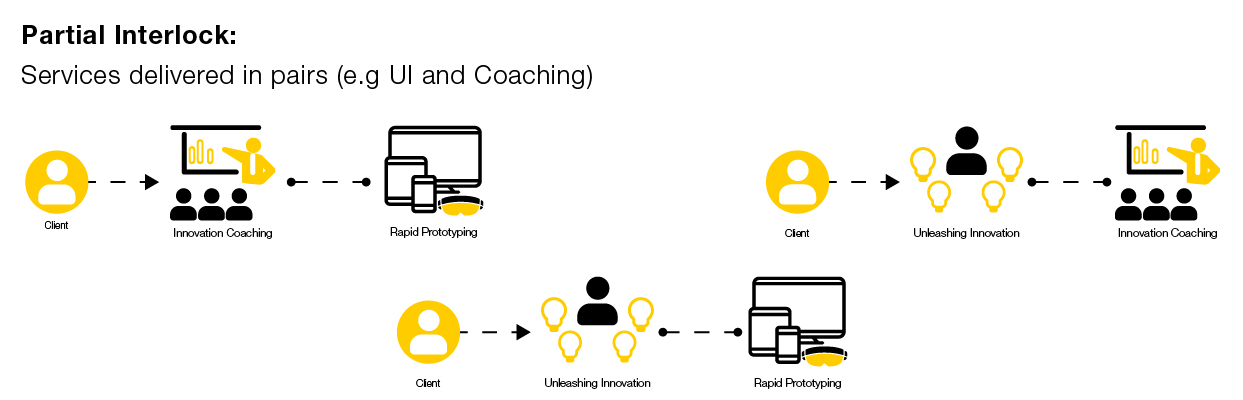 Partial Interlock:
Services delivered in pairs (e.g UI and Coaching)
Client
Innovation Coaching
Rapid Prototyping
Client
Unleashing Innovation
Innovation Coaching
Client
Unleashing Innovation
Rapid Prototyping